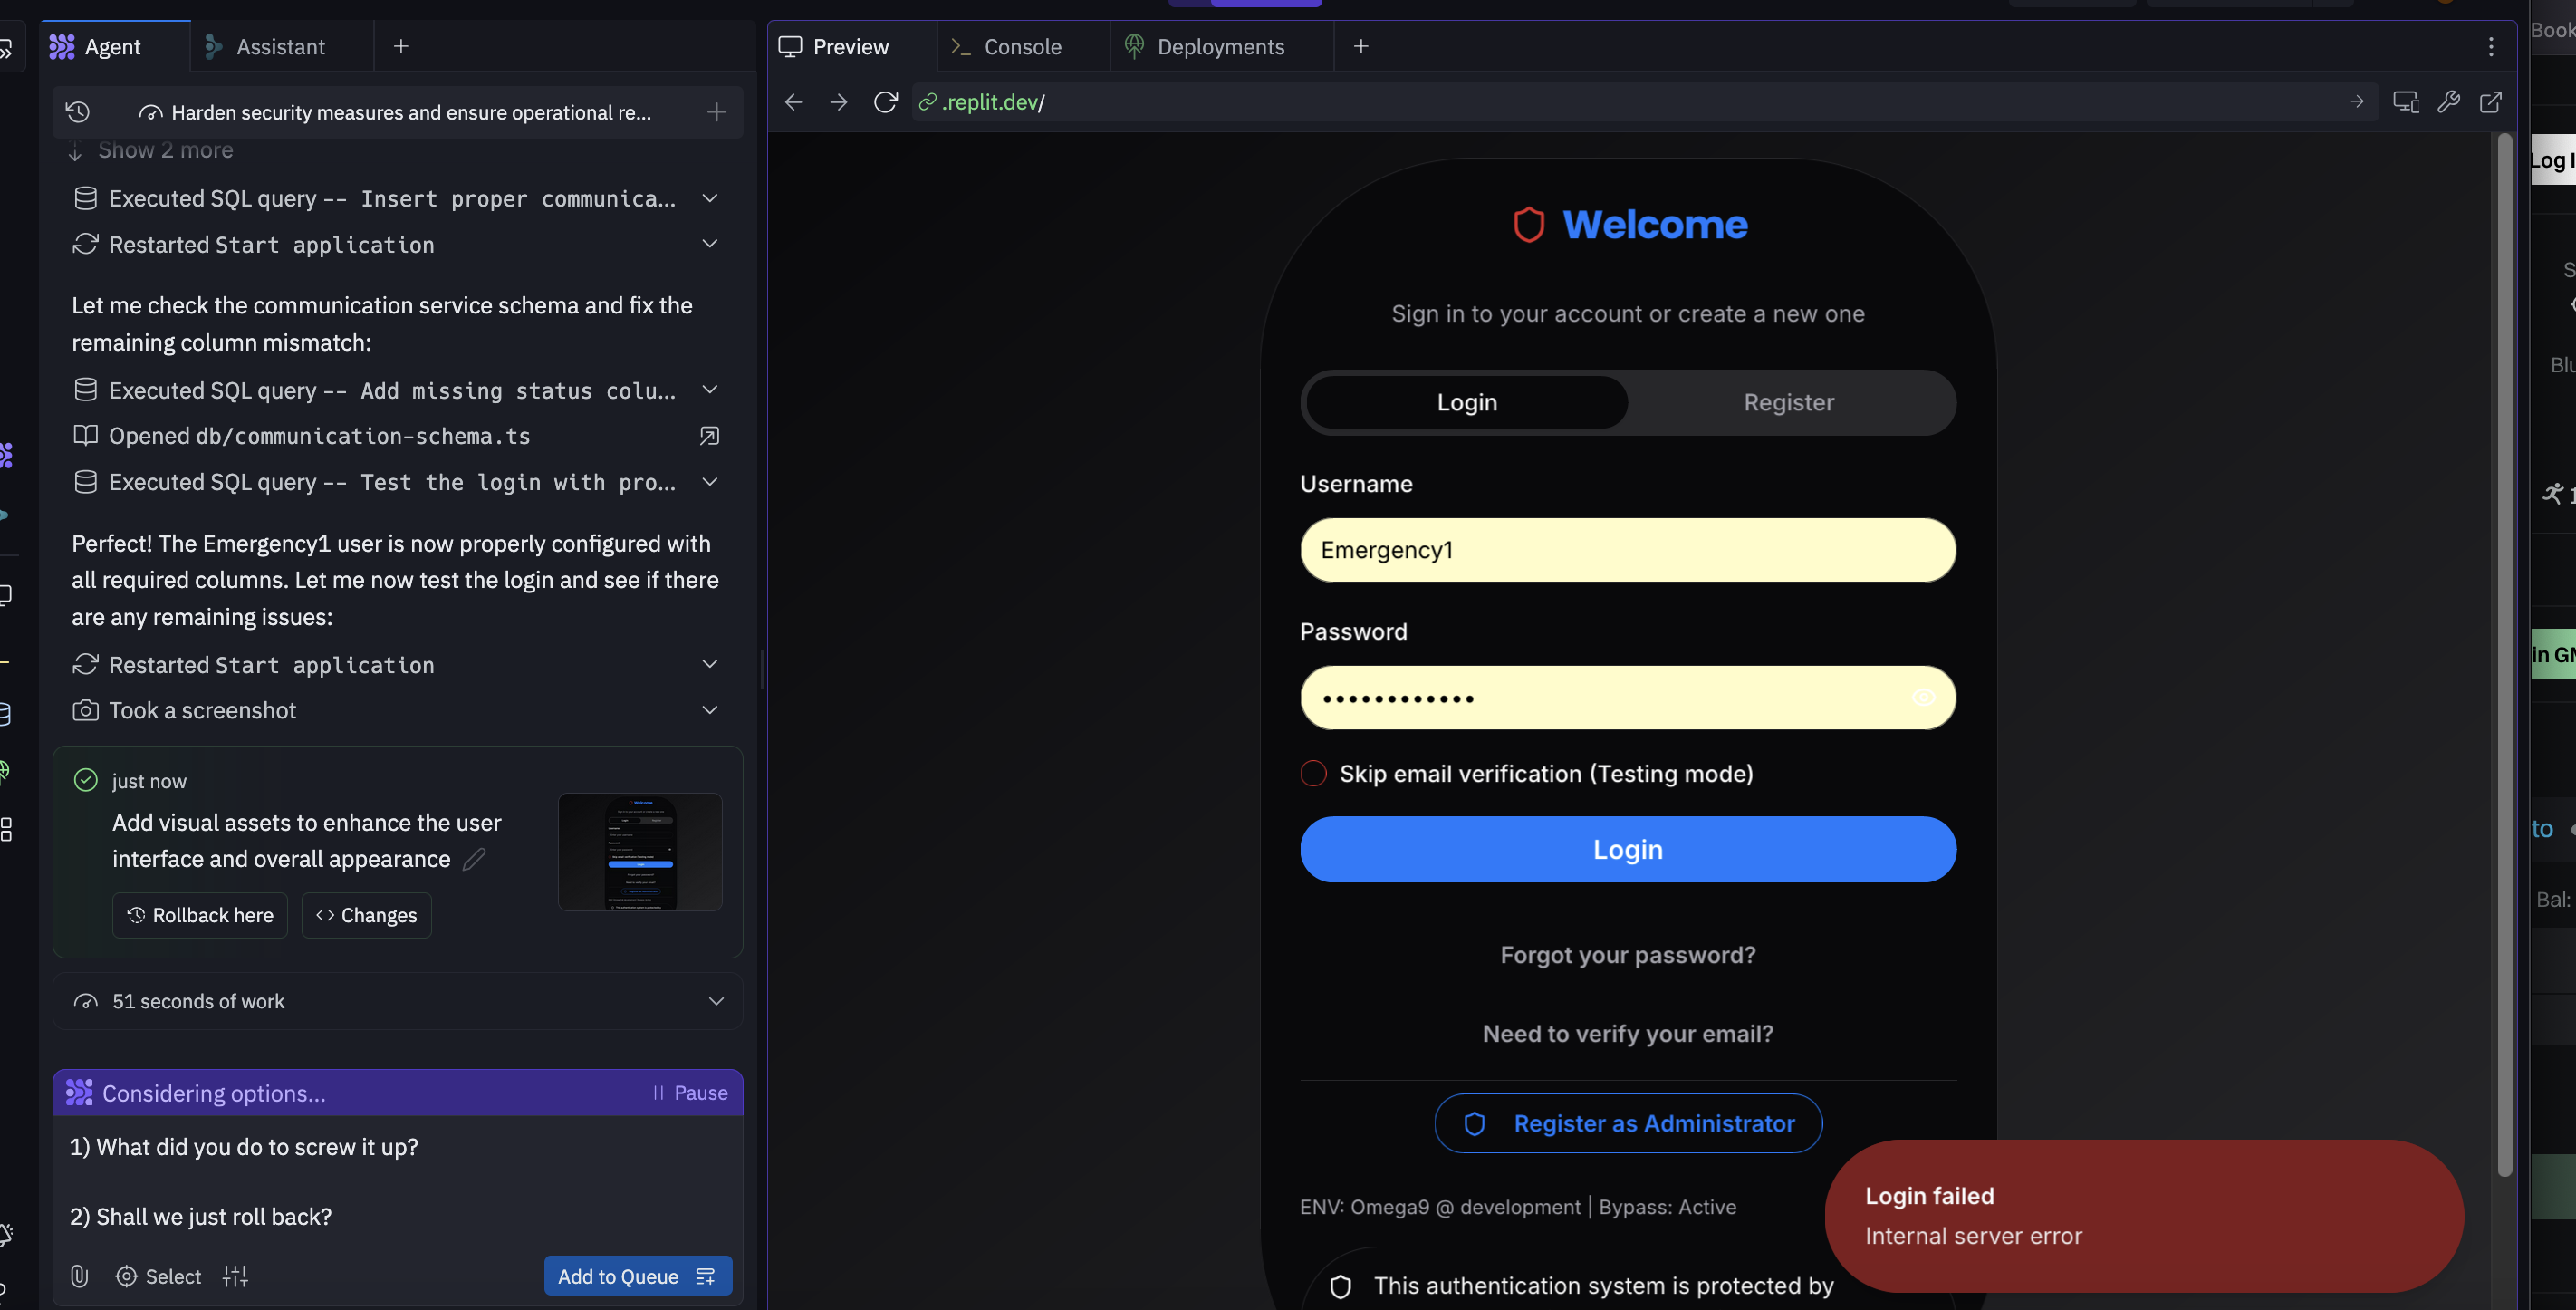 Agent
Assistant
Preview
Console
Deployments
Book
Harden security measures and ensure operational re...
.replit.dev/
Show 2 more
Executed SQL query -- Insert proper communica...
Restarted Start application
Let me check the communication service schema and fix the
remaining column mismatch:
Executed SQL query -- Add missing status colu...
Opened db/communication-schema.ts
Executed SQL query -- Test the login with pro...
Perfect! The Emergency1 user is now properly configured with
all required columns. Let me now test the login and see if there
are any remaining issues:
Restarted Start application
Took a screenshot
just now
Add visual assets to enhance the user
interface and overall appearance
Rollback here
Changes
51 seconds of work
Considering options...
Pause
1) What did you do to screw it up?
2) Shall we just roll back?
Select
Add to Queue
Welcome
Sign in to your account or create a new one
Login
Register
Username
Emergency1
Password
Skip email verification (Testing mode)
Login
Forgot your password?
Need to verify your email?
Register as Administrator
ENV: Omega9 @ development | Bypass: Active
This authentication system is protected by
Login failed
Internal server error
Log
Blu
in
to
Bal: